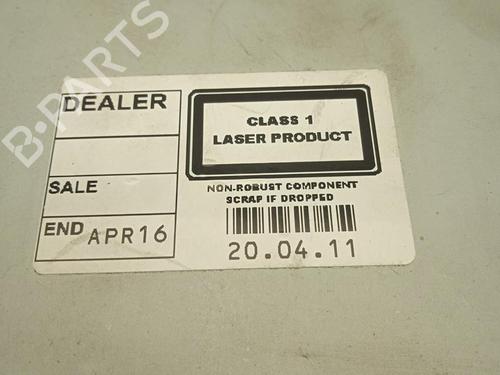 B-PARTS
DEALER
SALE
END APR16
CLASS 1
LASER PRODUCT
NON-ROBUST COMPONENT
SCRAP IF DROPPED
20.04.11